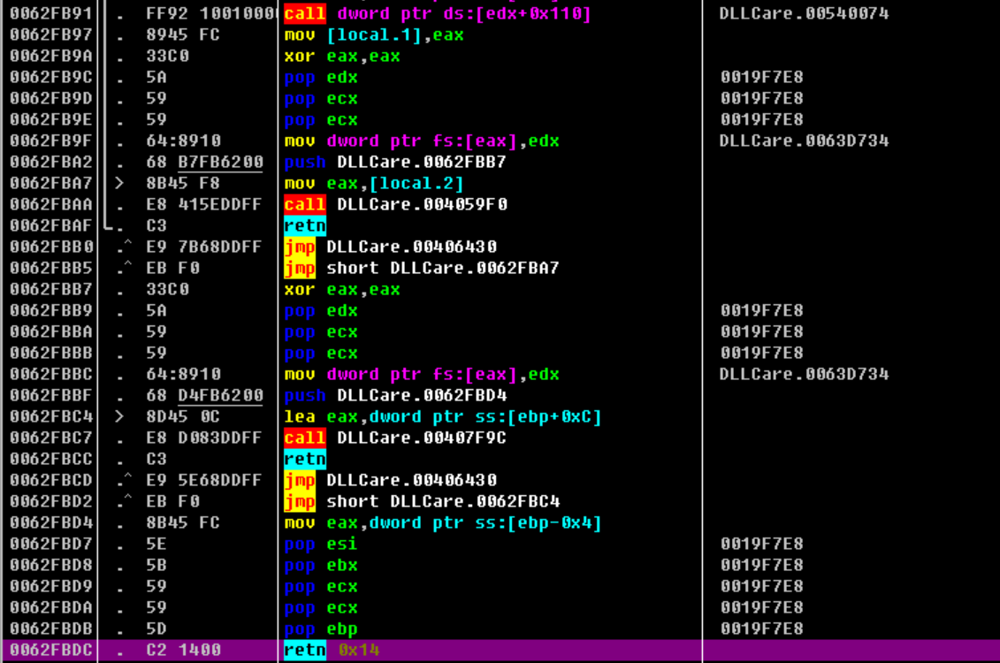 0062FB91 . FF92 10010000 call dword ptr ds:[edx+0x110] DLLCare.00540074
0062FB97 . 8945 FC mov [local.1],eax
0062FB9A . 33C0 xor eax,eax
0062FB9C . 5A pop edx 0019F7E8
0062FB9D . 59 pop ecx 0019F7E8
0062FB9E . 59 pop ecx 0019F7E8
0062FB9F . 64:8910 mov dword ptr fs:[eax],edx DLLCare.0063D734
0062FBA2 . 68 B7FB6200 push DLLCare.0062FBB7
0062FBA7 > 8B45 F8 mov eax,[local.2]
0062FBAA . E8 415EDDFF call DLLCare.004059F0
0062FBAF . C3 retn
0062FBB0 .^ E9 7B68DDFF jmp DLLCare.00406430
0062FBB5 .^ EB F0 jmp short DLLCare.0062FBA7
0062FBB7 . 33C0 xor eax,eax
0062FBB9 . 5A pop edx 0019F7E8
0062FBBA . 59 pop ecx 0019F7E8
0062FBBB . 59 pop ecx 0019F7E8
0062FBBC . 64:8910 mov dword ptr fs:[eax],edx DLLCare.0063D734
0062FBBF . 68 D4FB6200 push DLLCare.0062FBD4
0062FBC4 > 8D45 0C lea eax,dword ptr ss:[ebp+0xC]
0062FBC7 . E8 D083DDFF call DLLCare.00407F9C
0062FBCC . C3 retn
0062FBCD .^ E9 5E68DDFF jmp DLLCare.00406430
0062FBD2 .^ EB F0 jmp short DLLCare.0062FBC4
0062FBD4 . 8B45 FC mov eax,dword ptr ss:[ebp-0x4]
0062FBD7 . 5E pop esi 0019F7E8
0062FBD8 . 5B pop ebx 0019F7E8
0062FBD9 . 59 pop ecx 0019F7E8
0062FBDA . 59 pop ecx 0019F7E8
0062FBDB . 5D pop ebp 0019F7E8
0062FBDC . C2 1400 retn 0x14